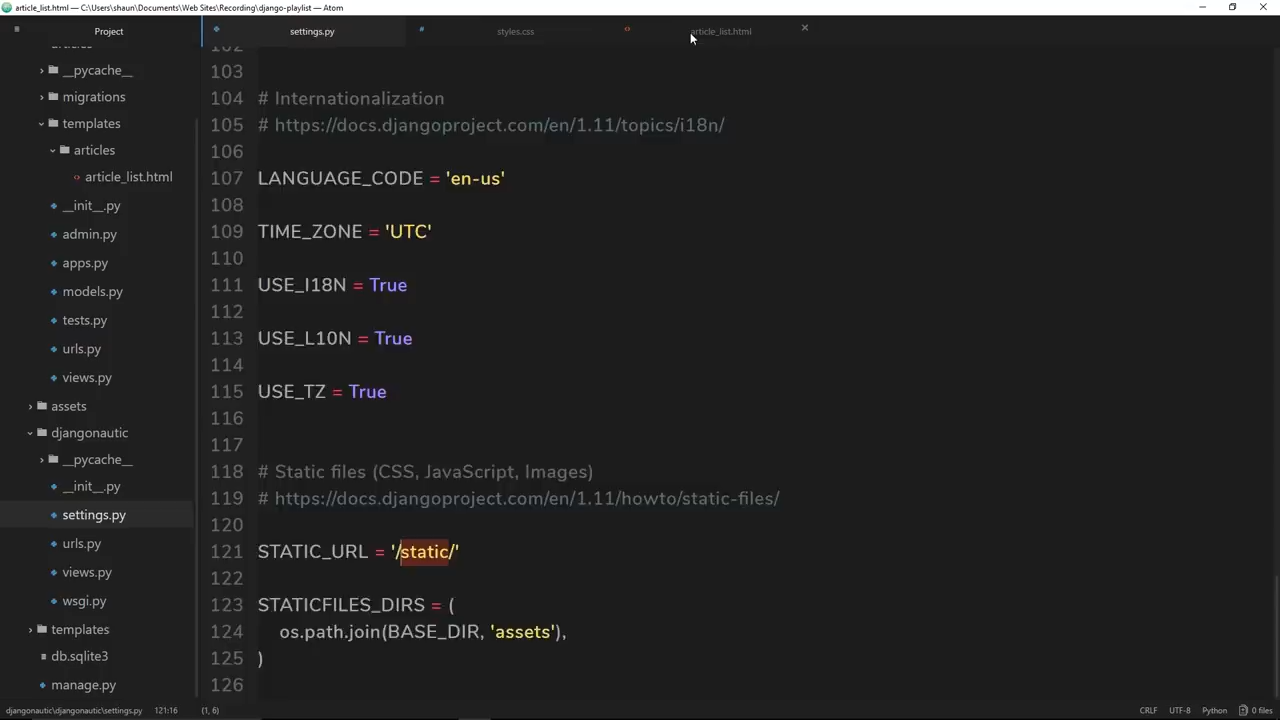 article_list.html — C:\Users\shaun\Documents\Web Sites\Recording\django-playlist — Atom
Project
settings.py
styles.css
article_list.html
articles
__pycache__
migrations
templates
articles
article_list.html
__init__.py
admin.py
apps.py
models.py
tests.py
urls.py
views.py
assets
djangonautic
__pycache__
__init__.py
settings.py
urls.py
views.py
wsgi.py
templates
db.sqlite3
manage.py
102
103
104 # Internationalization
105 # https://docs.djangoproject.com/en/1.11/topics/i18n/
106
107 LANGUAGE_CODE = 'en-us'
108
109 TIME_ZONE = 'UTC'
110
111 USE_I18N = True
112
113 USE_L10N = True
114
115 USE_TZ = True
116
117
118 # Static files (CSS, JavaScript, Images)
119 # https://docs.djangoproject.com/en/1.11/howto/static-files/
120
121 STATIC_URL = '/static/'
122
123 STATICFILES_DIRS = (
124 os.path.join(BASE_DIR, 'assets'),
125 )
126
djangonautic\djangonautic\settings.py 121:16 (1, 6) CRLF UTF-8 Python 0 files